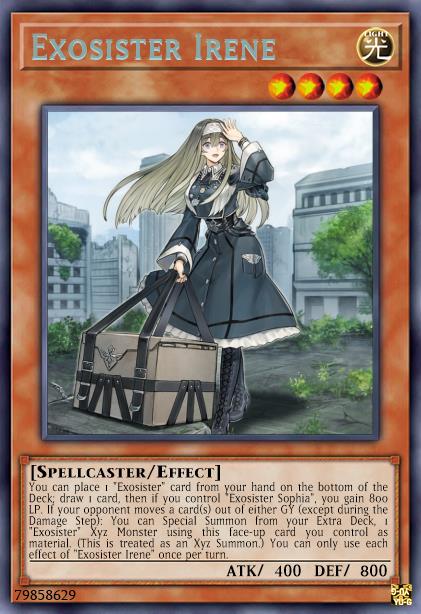 Exosister Irene
LIGHT
光
[Spellcaster/Effect]
You can place 1 "Exosister" card from your hand on the bottom of the
Deck; draw 1 card, then if you control "Exosister Sophia", you gain 800
LP. If your opponent moves a card(s) out of either GY (except during the
Damage Step): You can Special Summon from your Extra Deck, 1
"Exosister" Xyz Monster using this face-up card you control as
material. (This is treated as an Xyz Summon.) You can only use each
effect of "Exosister Irene" once per turn.
ATK/ 400 DEF/ 800
79858629